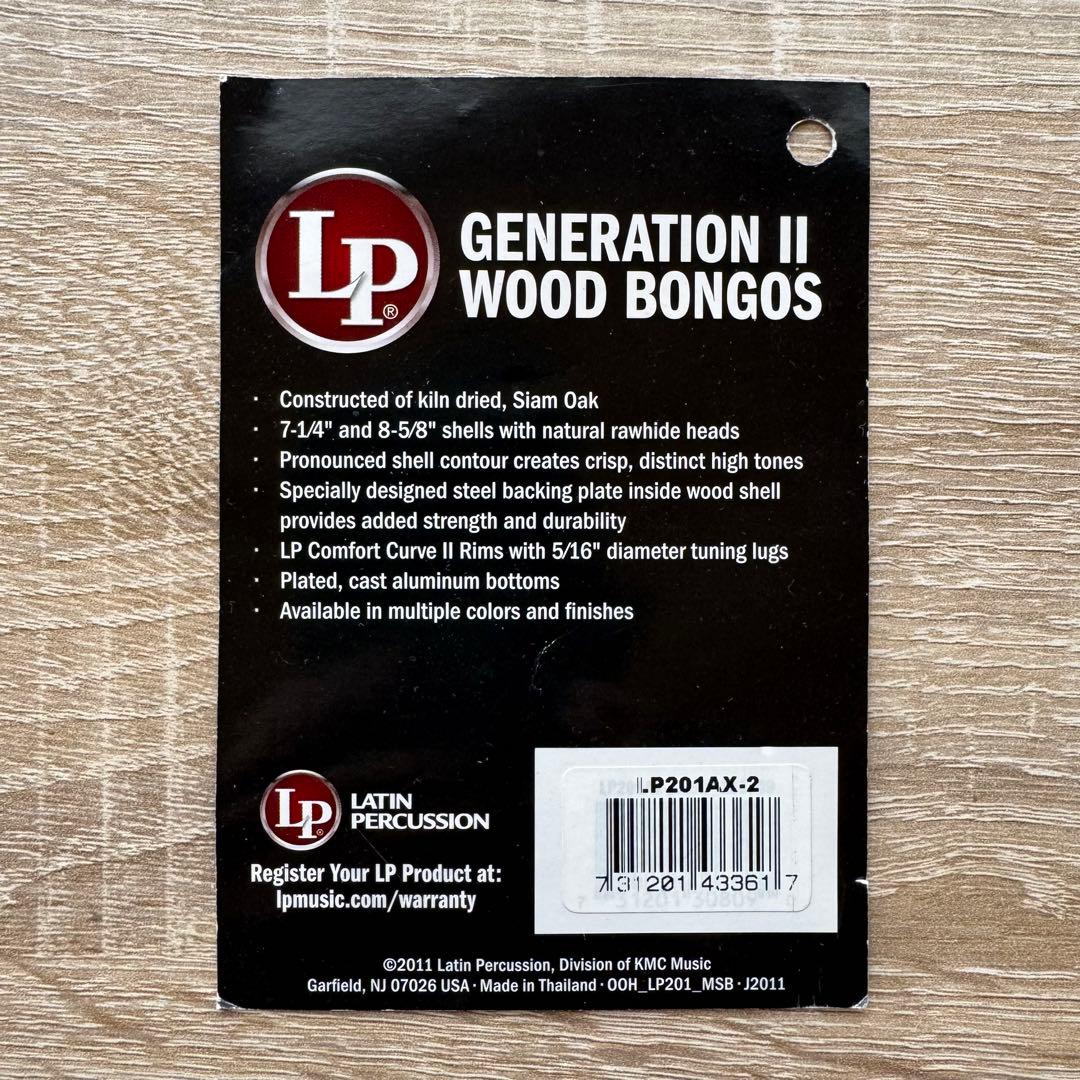 LP®
GENERATION II
WOOD BONGOS
· Constructed of kiln dried, Siam Oak
· 7-1/4" and 8-5/8" shells with natural rawhide heads
· Pronounced shell contour creates crisp, distinct high tones
· Specially designed steel backing plate inside wood shell
provides added strength and durability
· LP Comfort Curve II Rims with 5/16" diameter tuning lugs
· Plated, cast aluminum bottoms
· Available in multiple colors and finishes
LP201AX-2
7 31201 43361 7
LP®
LATIN
PERCUSSION
Register Your LP Product at:
lpmusic.com/warranty
©2011 Latin Percussion, Division of KMC Music
Garfield, NJ 07026 USA · Made in Thailand · OOH_LP201_MSB · J2011